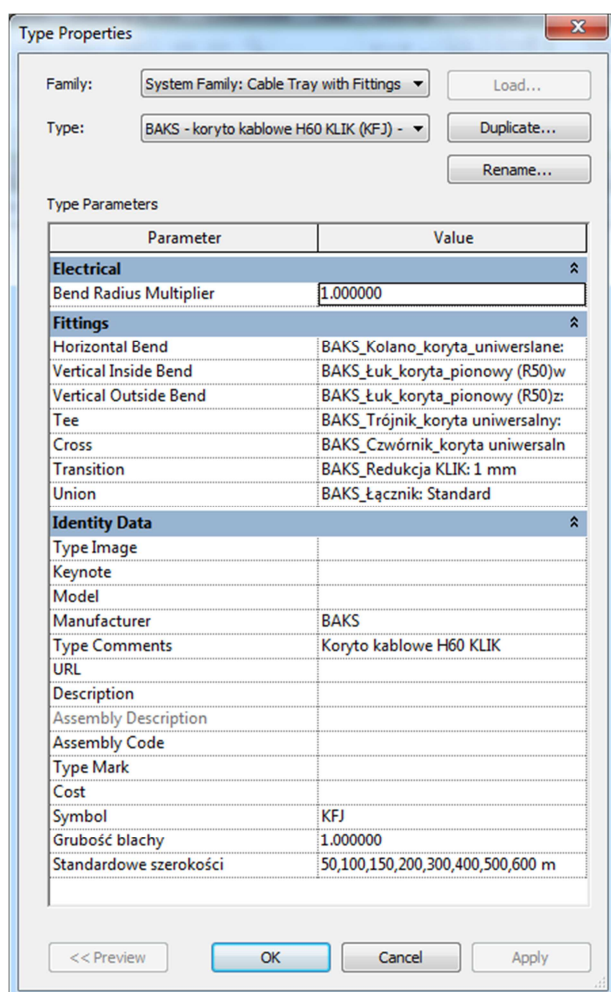 Type Properties
Family: System Family: Cable Tray with Fittings Load...
Type: BAKS - koryto kablowe H60 KLIK (KFJ) - Duplicate...
Rename...
Type Parameters
Parameter Value
Electrical
Bend Radius Multiplier 1.000000
Fittings
Horizontal Bend BAKS_Kolano_koryta_uniwerslane:
Vertical Inside Bend BAKS_Łuk_koryta_pionowy (R50)w
Vertical Outside Bend BAKS_Łuk_koryta_pionowy (R50)z:
Tee BAKS_Trójnik_koryta uniwersalny:
Cross BAKS_Czwórnik_koryta uniwersaln
Transition BAKS_Redukcja KLIK: 1 mm
Union BAKS_Łącznik: Standard
Identity Data
Type Image
Keynote
Model
Manufacturer BAKS
Type Comments Koryto kablowe H60 KLIK
URL
Description
Assembly Description
Assembly Code
Type Mark
Cost
Symbol KFJ
Grubość blachy 1.000000
Standardowe szerokości 50,100,150,200,300,400,500,600 m
<< Preview OK Cancel Apply